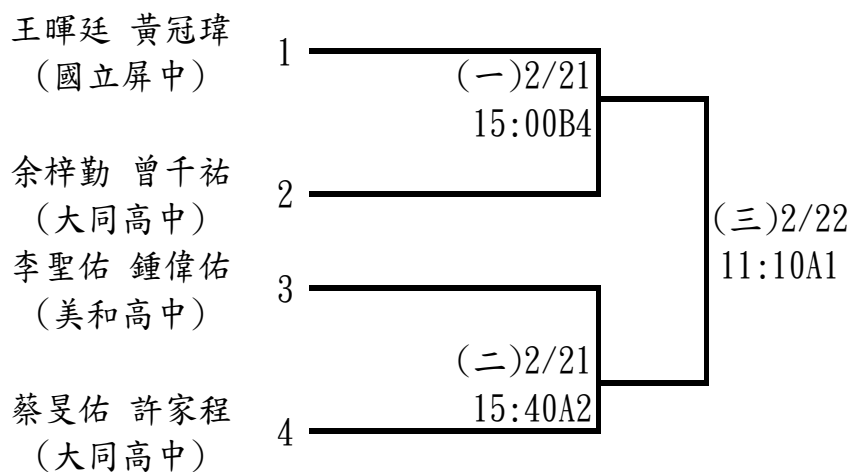 王暉廷 黃冠瑋
(國立屏中)
1
(一)2/21
15:00B4
余梓勤 曾千祐
(大同高中)
2
(三)2/22
11:10A1
李聖佑 鍾偉佑
(美和高中)
3
(二)2/21
15:40A2
蔡旻佑 許家程
(大同高中)
4